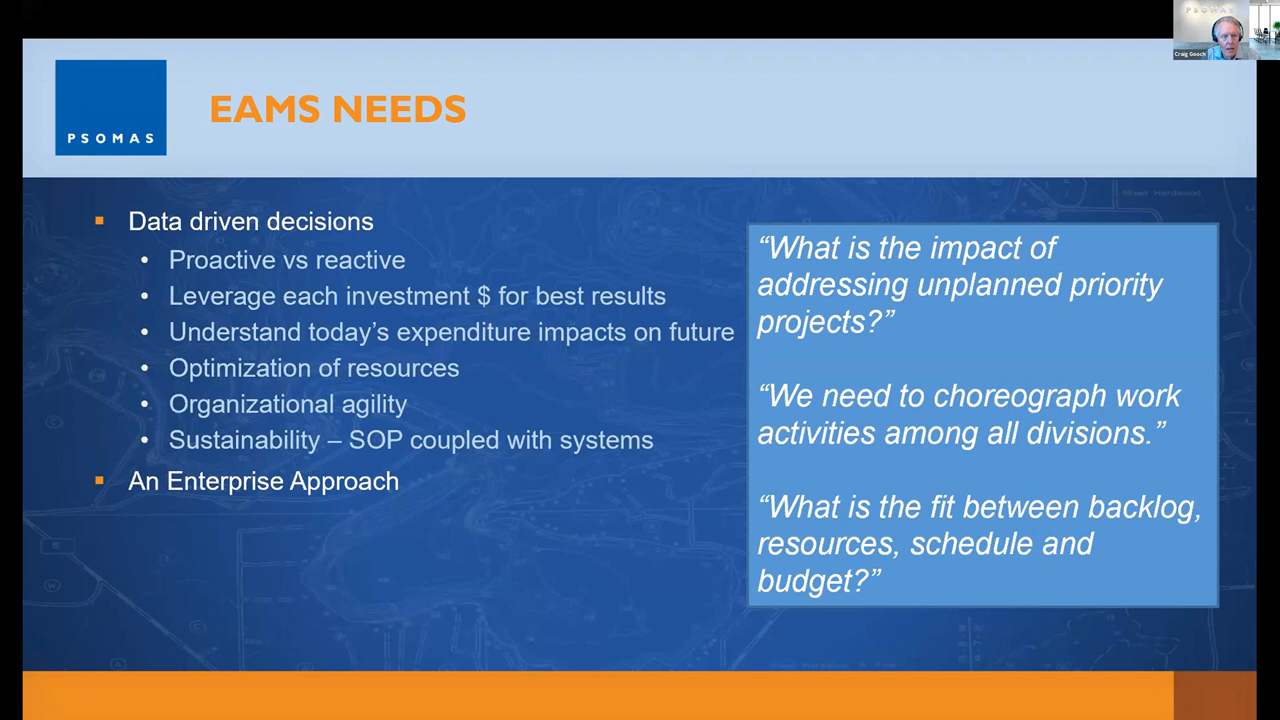 PSOMAS
Craig Gooch
PSOMAS
EAMS NEEDS
Data driven decisions
Proactive vs reactive
Leverage each investment $ for best results
Understand today’s expenditure impacts on future
Optimization of resources
Organizational agility
Sustainability – SOP coupled with systems
An Enterprise Approach
“What is the impact of
addressing unplanned priority
projects?”
“We need to choreograph work
activities among all divisions.”
“What is the fit between backlog,
resources, schedule and
budget?”